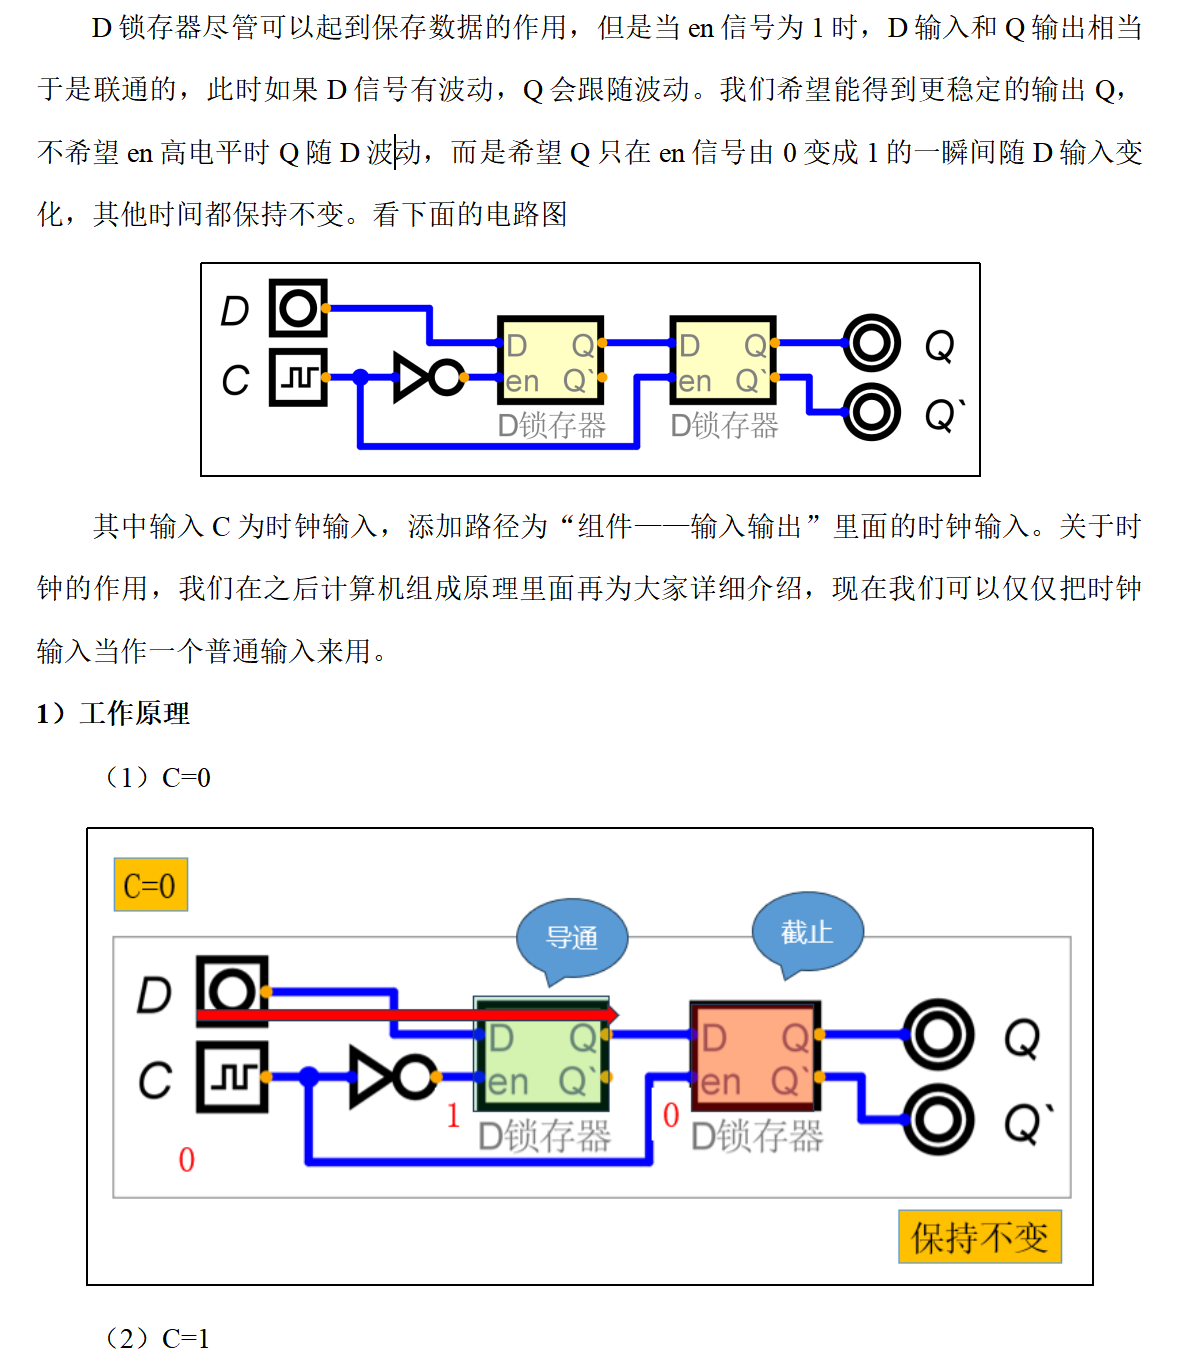 D 锁存器尽管可以起到保存数据的作用，但是当 en 信号为 1 时，D 输入和 Q 输出相当
于是联通的，此时如果 D 信号有波动，Q 会跟随波动。我们希望能得到更稳定的输出 Q，
不希望 en 高电平时 Q 随 D 波动，而是希望 Q 只在 en 信号由 0 变成 1 的一瞬间随 D 输入变
化，其他时间都保持不变。看下面的电路图
D
D Q
D Q
Q
C
en Q`
en Q`
Q`
D锁存器
D锁存器
其中输入 C 为时钟输入，添加路径为“组件——输入输出”里面的时钟输入。关于时
钟的作用，我们在之后计算机组成原理里面再为大家详细介绍，现在我们可以仅仅把时钟
输入当作一个普通输入来用。
1）工作原理
（1）C=0
C=0
导通
截止
D
D Q
D Q
Q
C
en Q`
en Q`
Q`
1
0
D锁存器
D锁存器
0
保持不变
（2）C=1